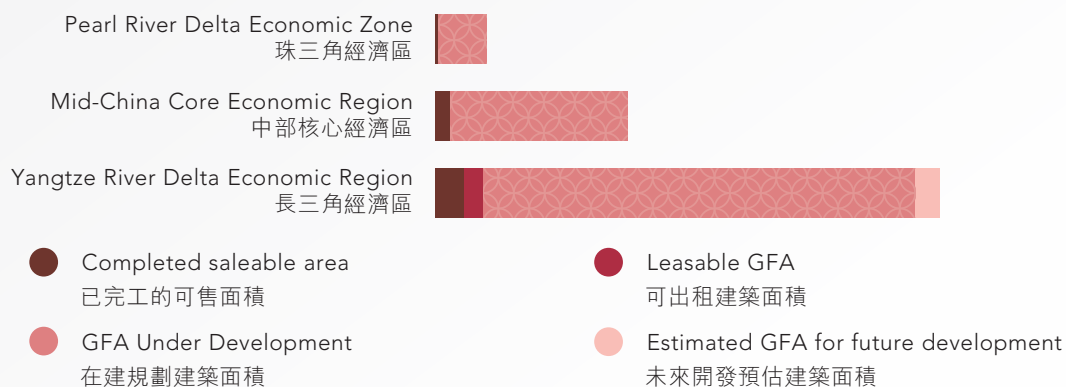 Pearl River Delta Economic Zone
珠三角經濟區
Mid-China Core Economic Region
中部核心經濟區
Yangtze River Delta Economic Region
長三角經濟區
Completed saleable area
已完工的可售面積
Leasable GFA
可出租建築面積
GFA Under Development
在建規劃建築面積
Estimated GFA for future development
未來開發預估建築面積